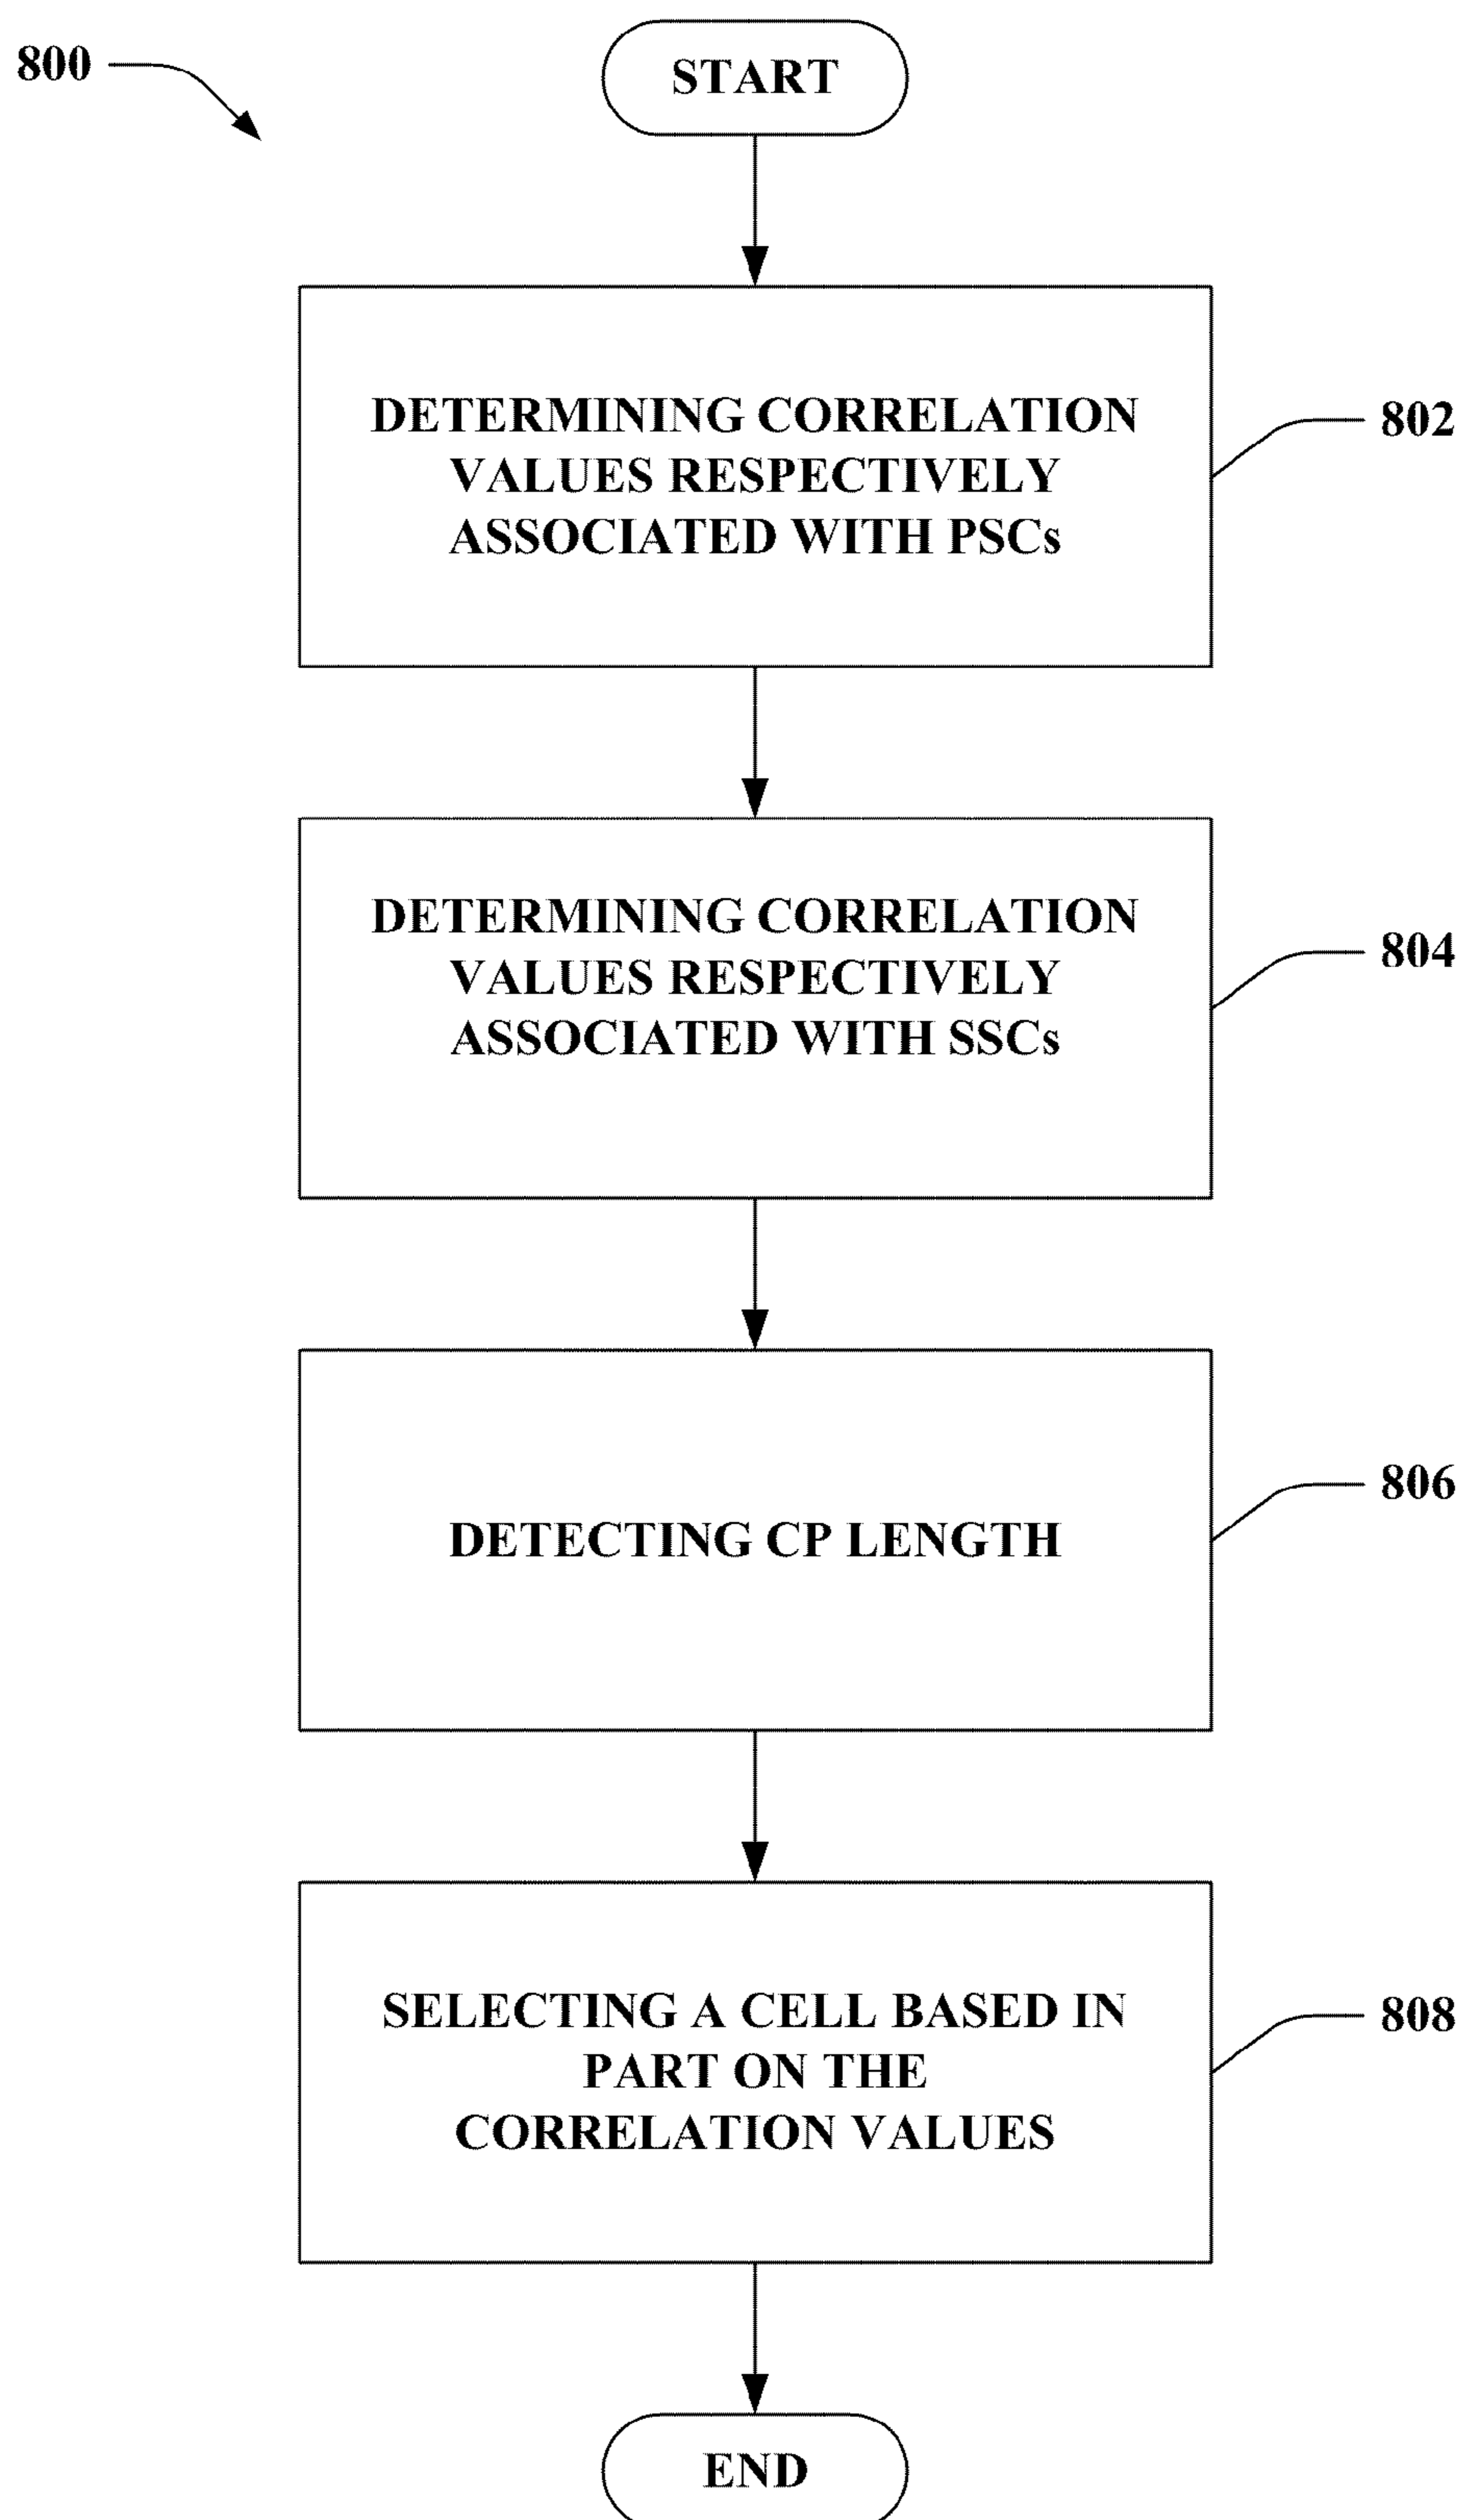 800
START
DETERMINING CORRELATION
VALUES RESPECTIVELY
ASSOCIATED WITH PSCs
802
DETERMINING CORRELATION
VALUES RESPECTIVELY
ASSOCIATED WITH SSCs
804
DETECTING CP LENGTH
806
SELECTING A CELL BASED IN
PART ON THE
CORRELATION VALUES
808
END